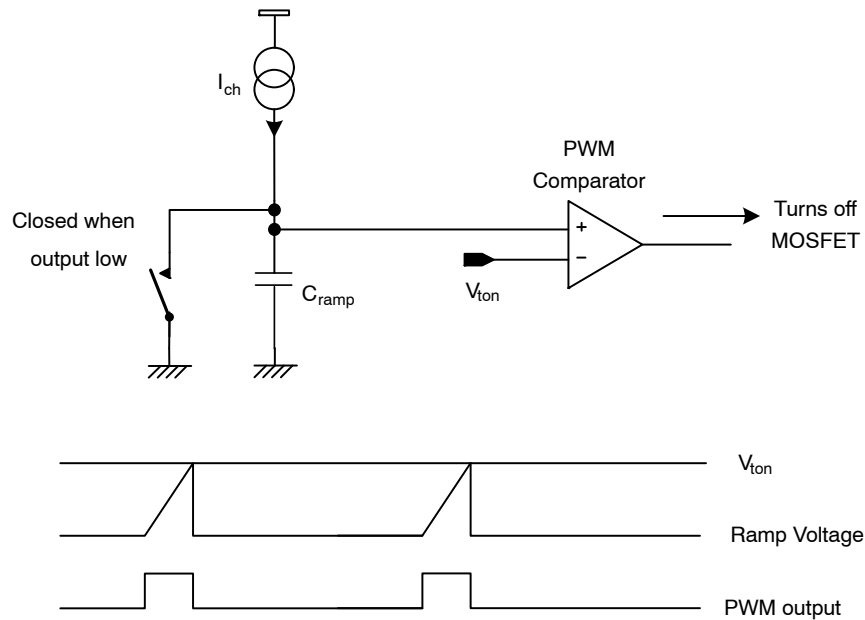 I_ch
PWM
Comparator
Closed when
output low
+
−
Turns off
MOSFET
V_ton
C_ramp
V_ton
Ramp Voltage
PWM output